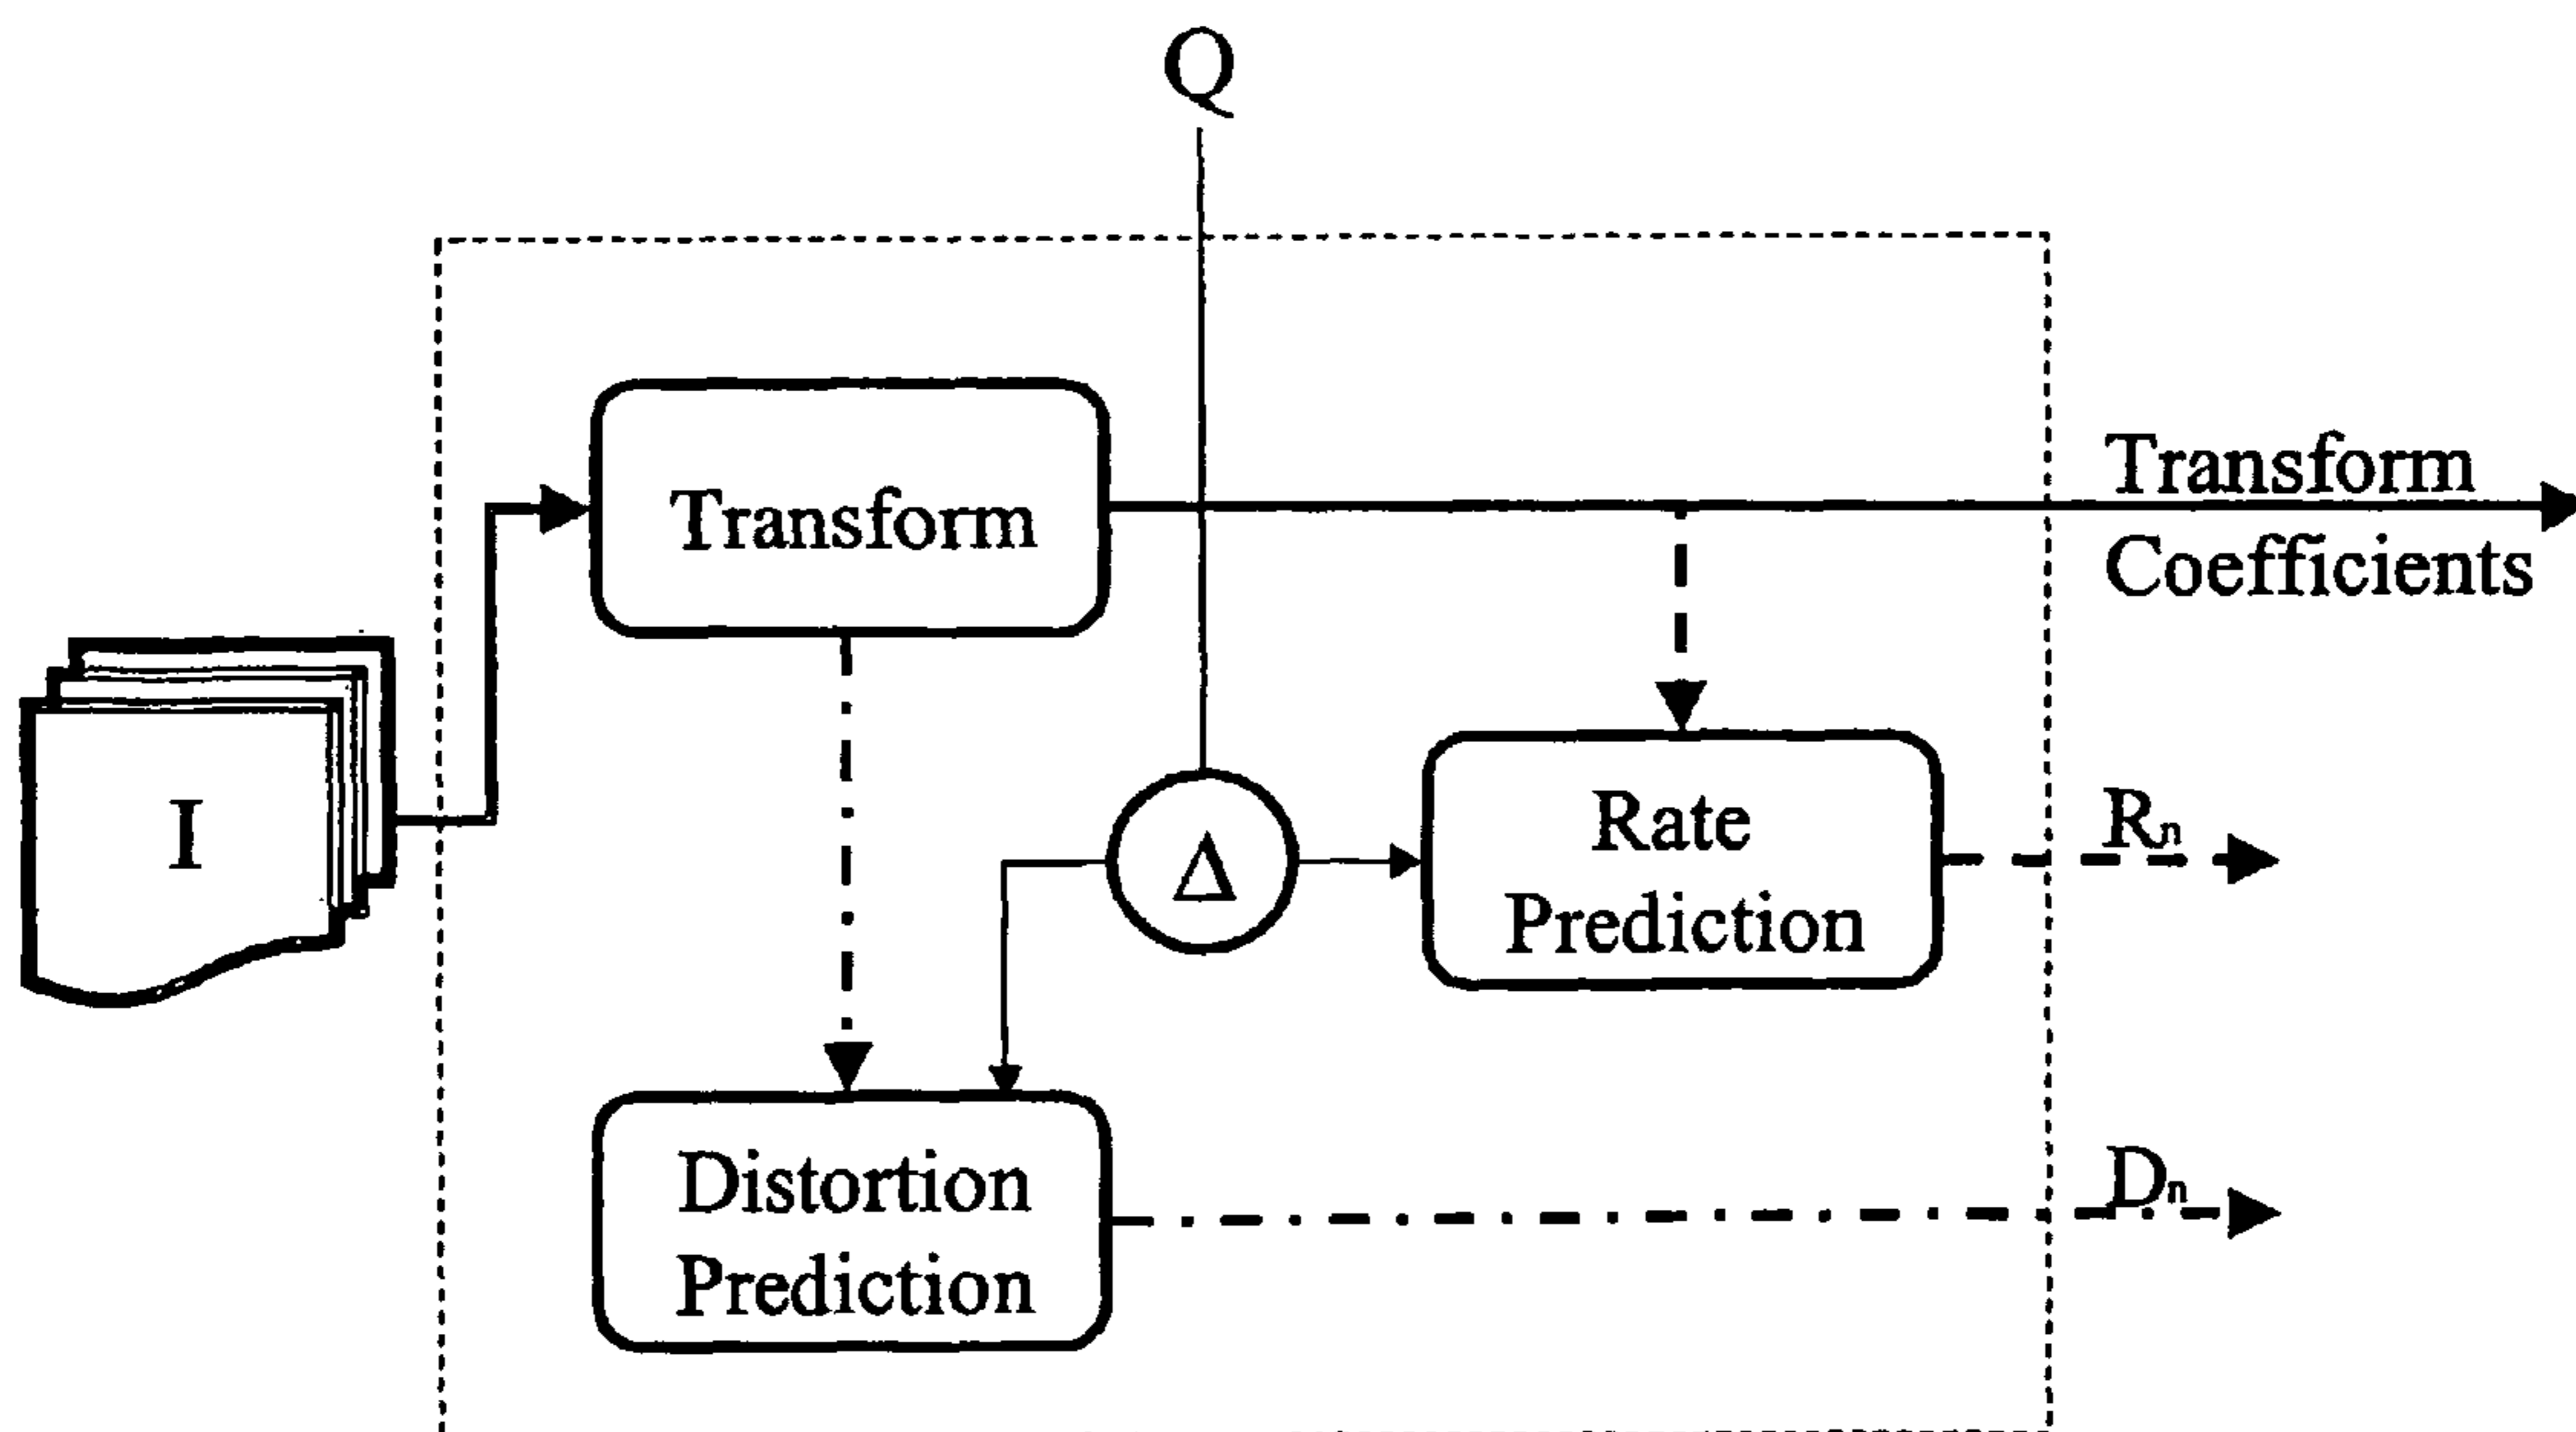 Q
Transform
Transform
Coefficients
I
Δ
Rate
Prediction
Rn
Distortion
Prediction
Dn